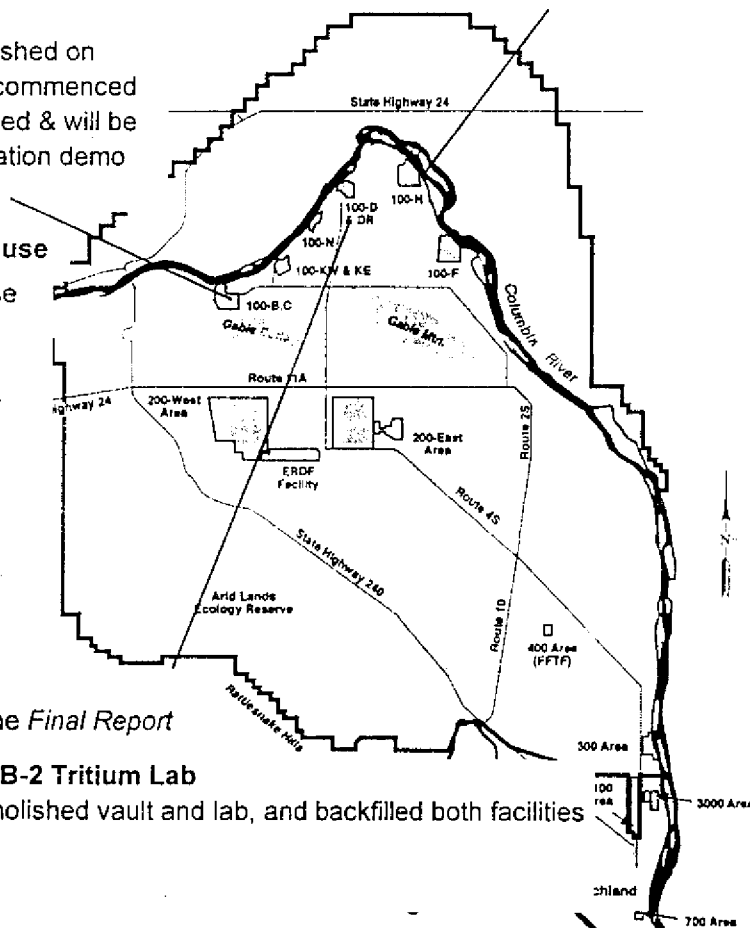 shed on
commenced
ed & will be
ation demo
use
se
State Highway 24
100-H
100-D
& DR
100-N
100-KW & KE
100-F
100-B,C
Columbia River
Gable Mtn.
Route 11A
ighway 24
200-West
Area
200-East
Area
Route 2S
ERDF
Facility
Route 4S
State Highway 240
N
Arid Lands
Ecology Reserve
Route 10
400 Area
(FFTF)
Rattlesnake Hills
ne Final Report
300 Area
B-2 Tritium Lab
nolished vault and lab, and backfilled both facilities
100
rea
3000 Area
chland
700 Area